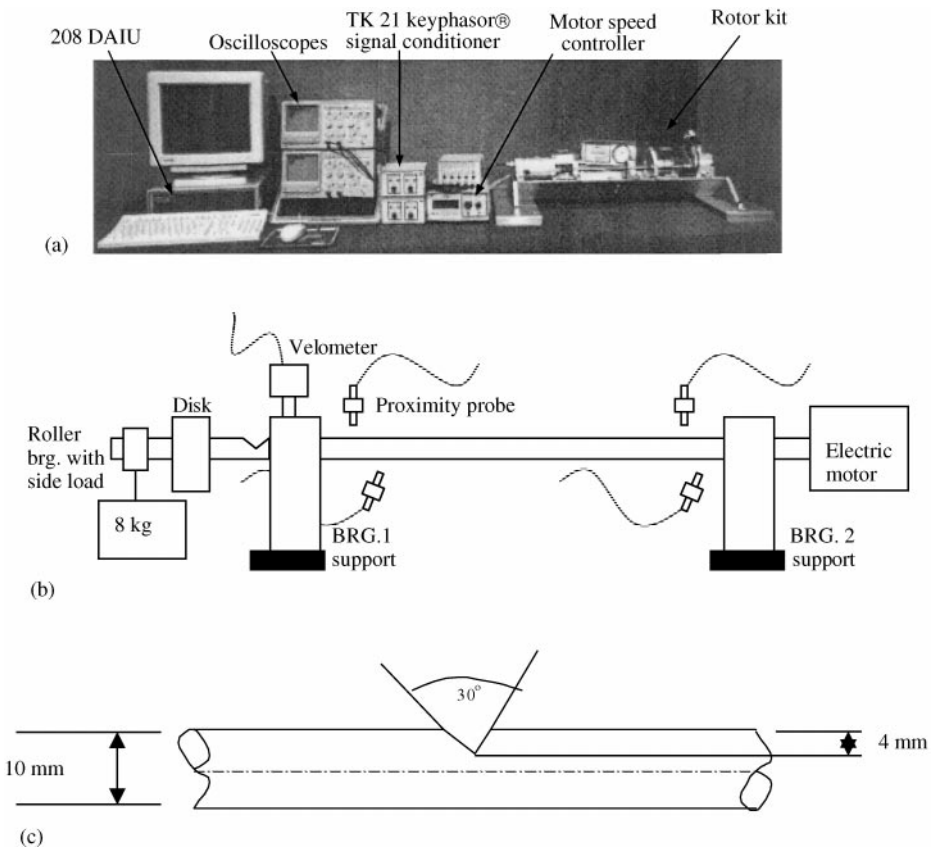 208 DAIU
Oscilloscopes
TK 21 keyphasor®
signal conditioner
Motor speed
controller
Rotor kit
(a)
Velometer
Disk
Proximity probe
Roller
brg. with
side load
Electric
motor
8 kg
BRG.1
support
BRG. 2
support
(b)
30°
10 mm
4 mm
(c)